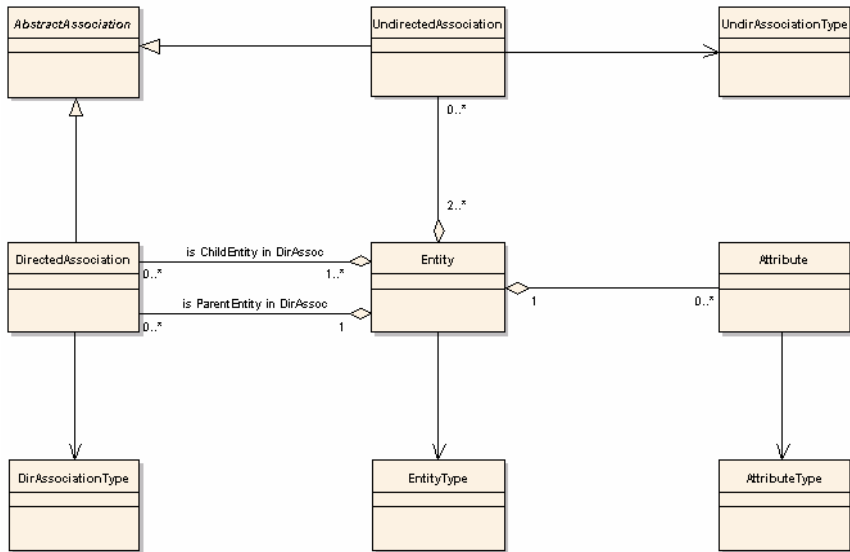 AbstractAssociation
UndirectedAssociation
UndirAssociationType
0..*
2..*
DirectedAssociation
is ChildEntity in DirAssoc
0..*
1..*
is ParentEntity in DirAssoc
0..*
1
Entity
1
0..*
Attribute
DirAssociationType
EntityType
AttributeType